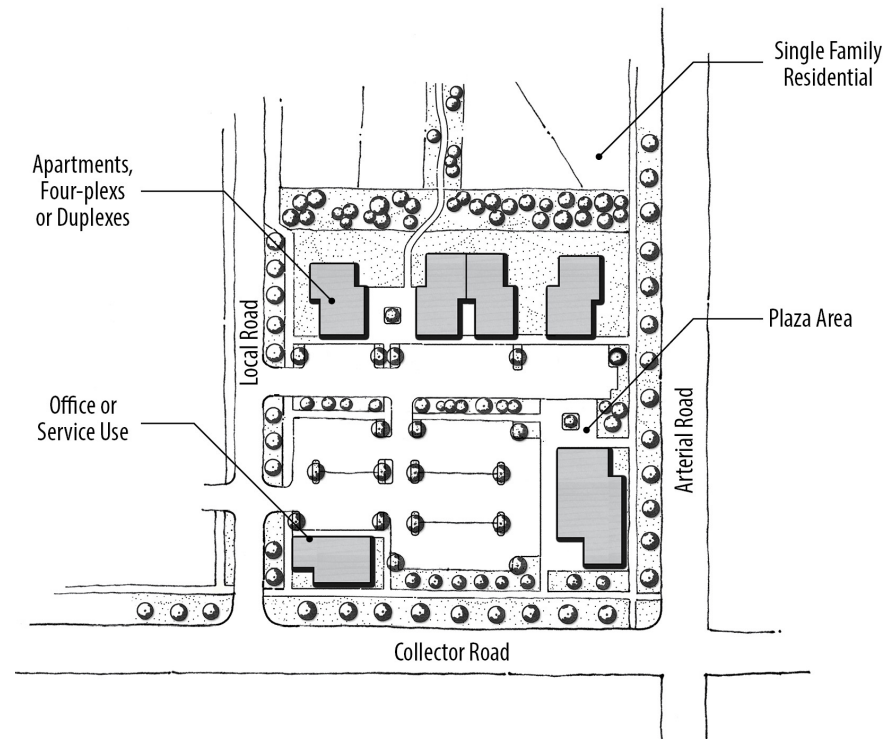 Single Family
Residential
Apartments,
Four-plexs
or Duplexes
Local Road
Plaza Area
Office or
Service Use
Arterial Road
Collector Road